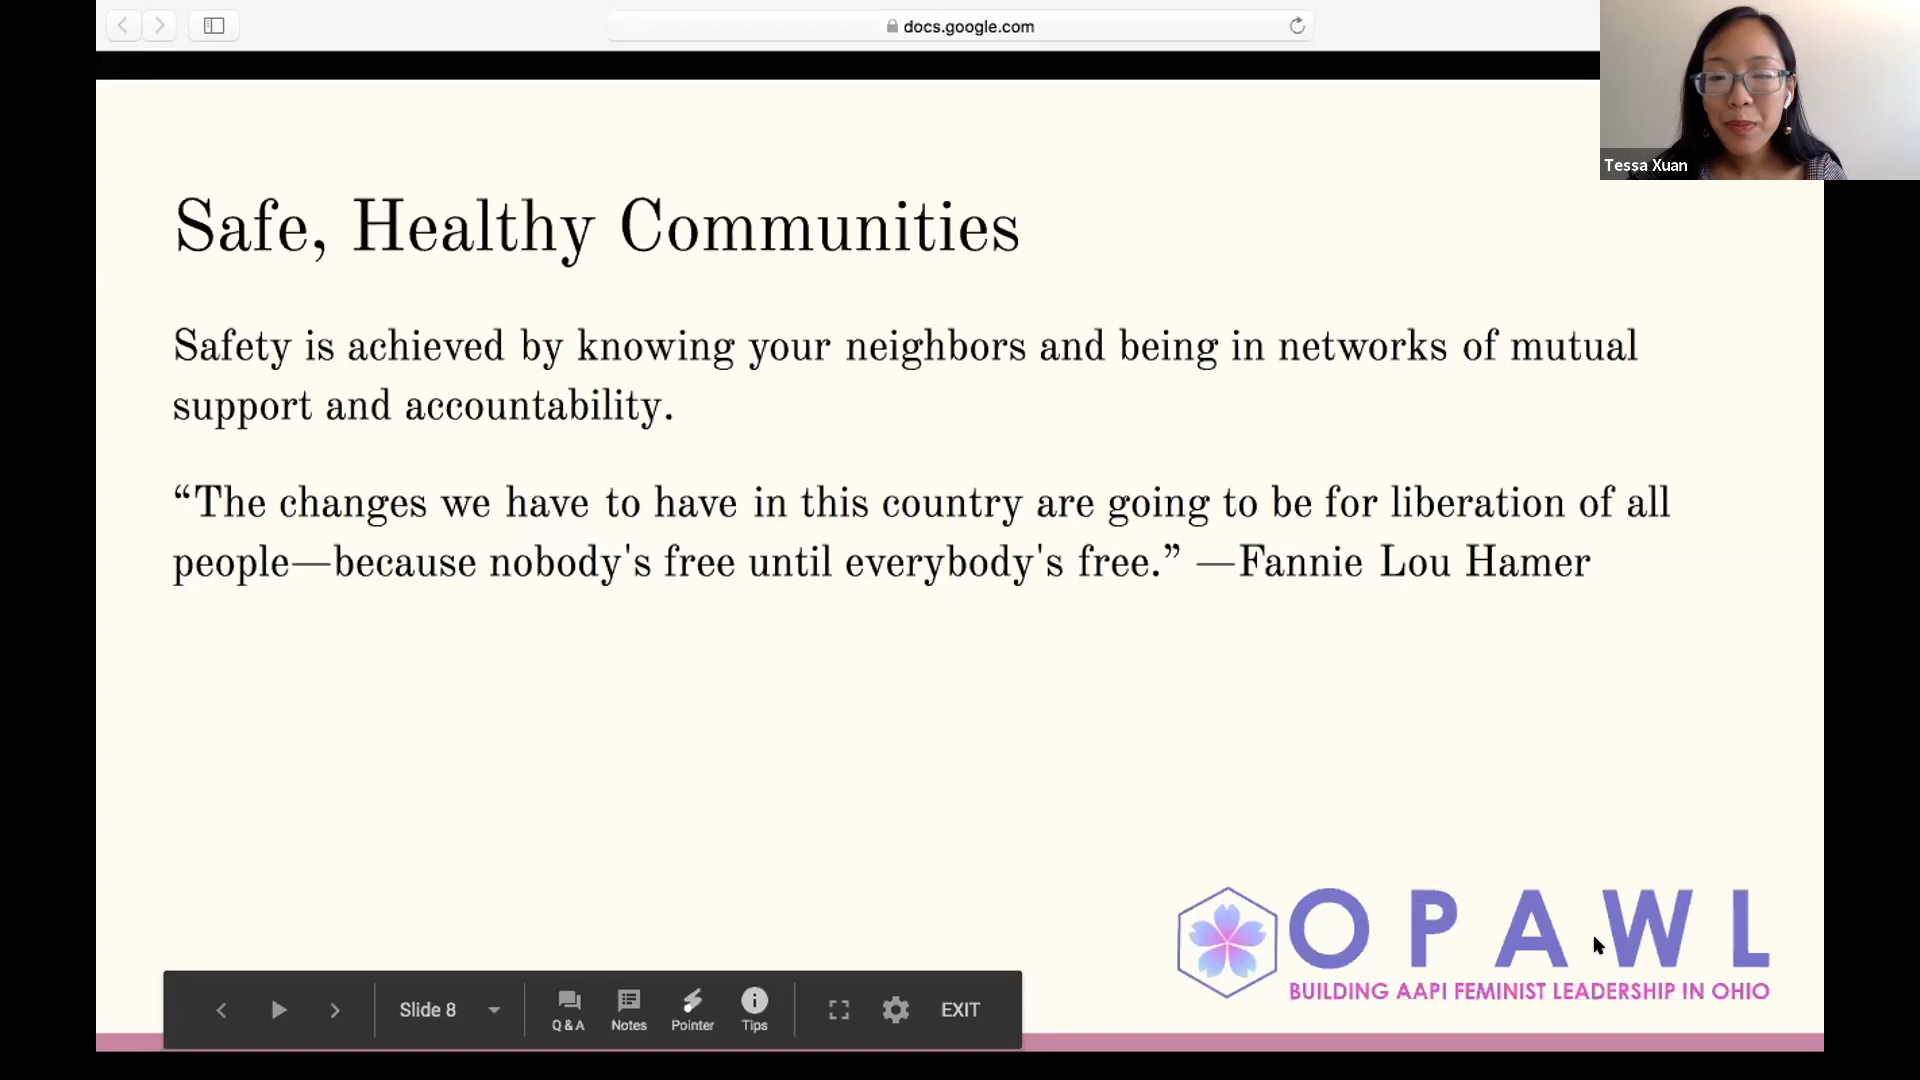 docs.google.com
Tessa Xuan
Safe, Healthy Communities
Safety is achieved by knowing your neighbors and being in networks of mutual
support and accountability.
“The changes we have to have in this country are going to be for liberation of all
people—because nobody's free until everybody's free.” —Fannie Lou Hamer
OPAWL
BUILDING AAPI FEMINIST LEADERSHIP IN OHIO
Slide 8 Q & A Notes Pointer Tips EXIT